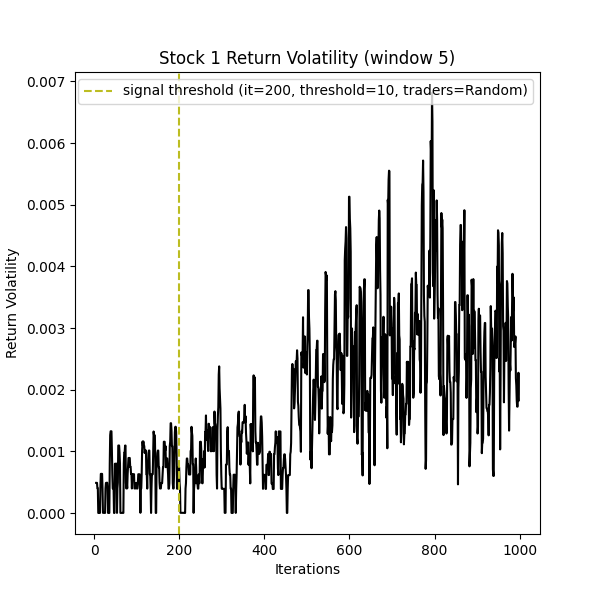 Stock 1 Return Volatility (window 5)
signal threshold (it=200, threshold=10, traders=Random)
0.007
0.006
0.005
0.004
0.003
0.002
0.001
0.000
Return Volatility
0 200 400 600 800 1000
Iterations